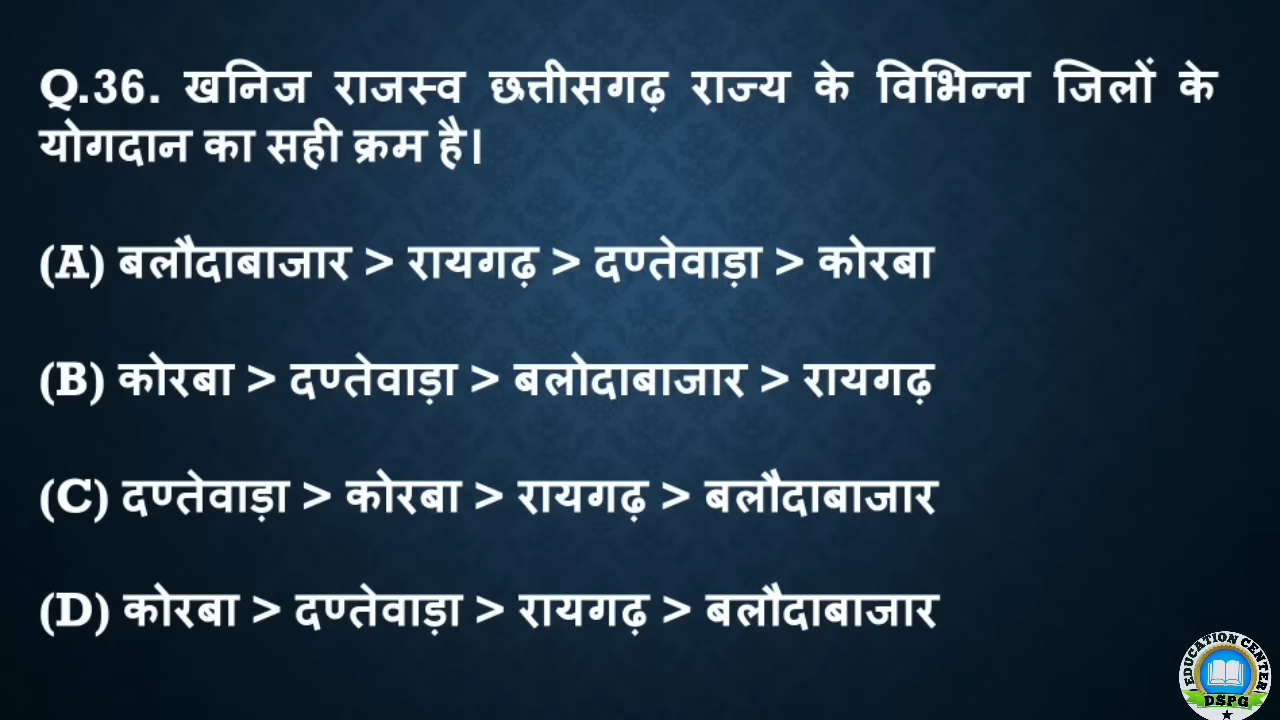 Q.36. खनिज राजस्व छत्तीसगढ़ राज्य के विभिन्न जिलों के
योगदान का सही क्रम है।
(A) बलौदाबाजार > रायगढ़ > दण्तेवाड़ा > कोरबा
(B) कोरबा > दण्तेवाड़ा > बलोदाबाजार > रायगढ़
(C) दण्तेवाड़ा > कोरबा > रायगढ़ > बलौदाबाजार
(D) कोरबा > दण्तेवाड़ा > रायगढ़ > बलौदाबाजार
EDUCATION CENTER
DSPG